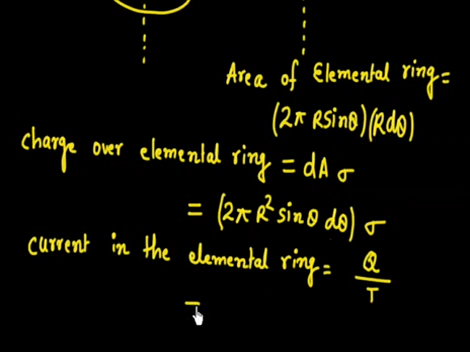 Area of Elemental ring =
(2π R sinθ)(R dθ)
charge over elemental ring = dA σ
= (2π R² sinθ dθ) σ
current in the elemental ring = Q/T
=